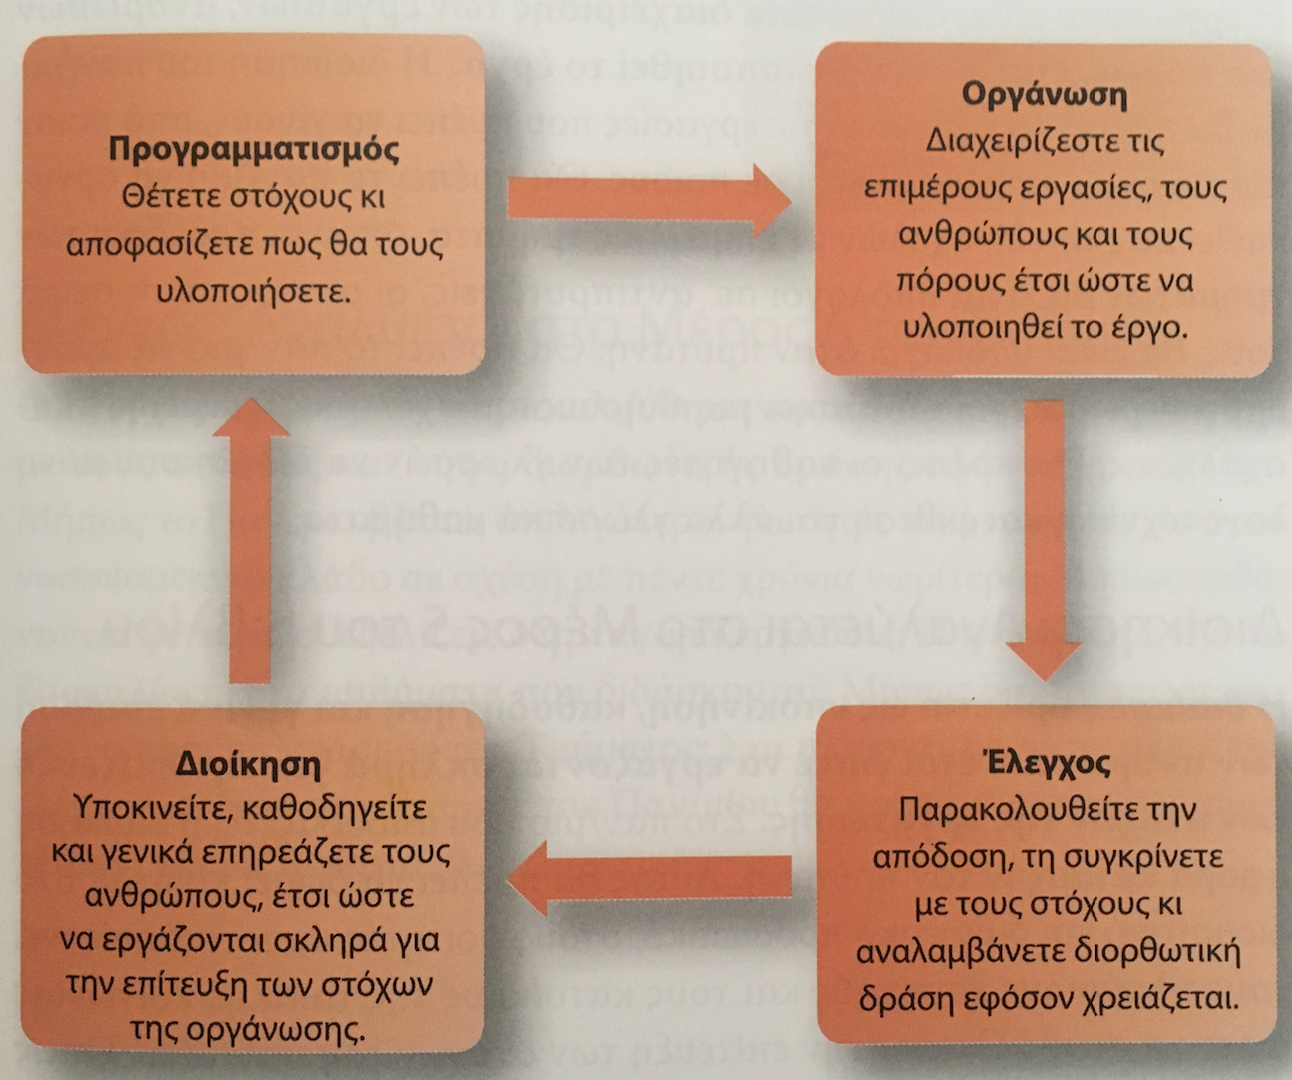 Προγραμματισμός
Θέτετε στόχους κι
αποφασίζετε πως θα τους
υλοποιήσετε.
Οργάνωση
Διαχειρίζεστε τις
επιμέρους εργασίες, τους
ανθρώπους και τους
πόρους έτσι ώστε να
υλοποιηθεί το έργο.
Διοίκηση
Υποκινείτε, καθοδηγείτε
και γενικά επηρεάζετε τους
ανθρώπους, έτσι ώστε
να εργάζονται σκληρά για
την επίτευξη των στόχων
της οργάνωσης.
Έλεγχος
Παρακολουθείτε την
απόδοση, τη συγκρίνετε
με τους στόχους κι
αναλαμβάνετε διορθωτική
δράση εφόσον χρειάζεται.